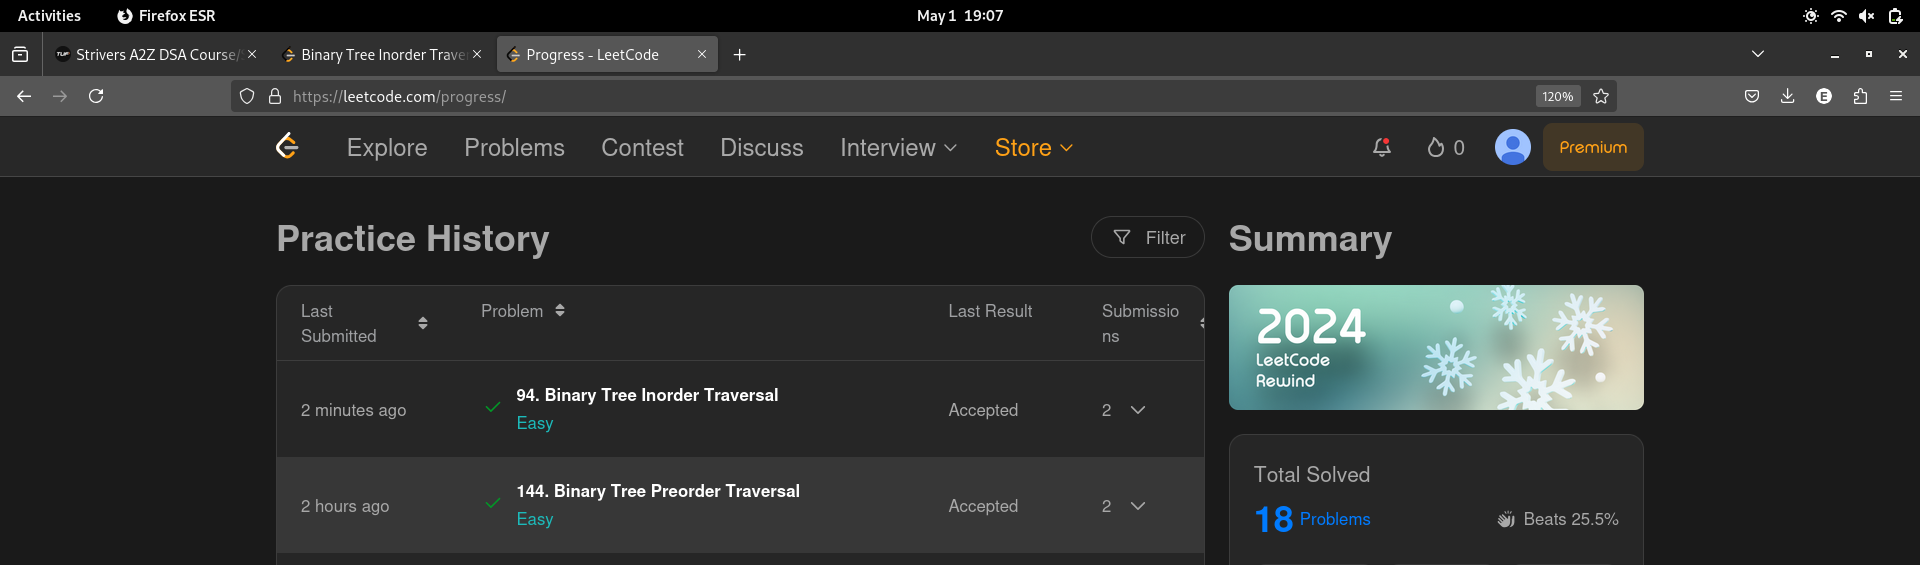 Activities
Firefox ESR
May 1 19:07
Strivers A2Z DSA Course/
Binary Tree Inorder Traver
Progress - LeetCode
https://leetcode.com/progress/
120%
E
Explore
Problems
Contest
Discuss
Interview
Store
0
Premium
Practice History
Filter
Summary
Last
Submitted
Problem
Last Result
Submissio
ns
2 minutes ago
94. Binary Tree Inorder Traversal
Easy
Accepted
2
2 hours ago
144. Binary Tree Preorder Traversal
Easy
Accepted
2
2024
LeetCode
Rewind
Total Solved
18 Problems
Beats 25.5%